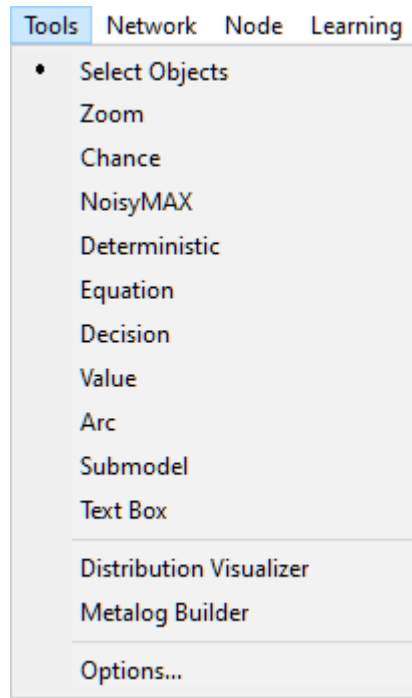 Tools Network Node Learning
• Select Objects
Zoom
Chance
NoisyMAX
Deterministic
Equation
Decision
Value
Arc
Submodel
Text Box
Distribution Visualizer
Metalog Builder
Options...